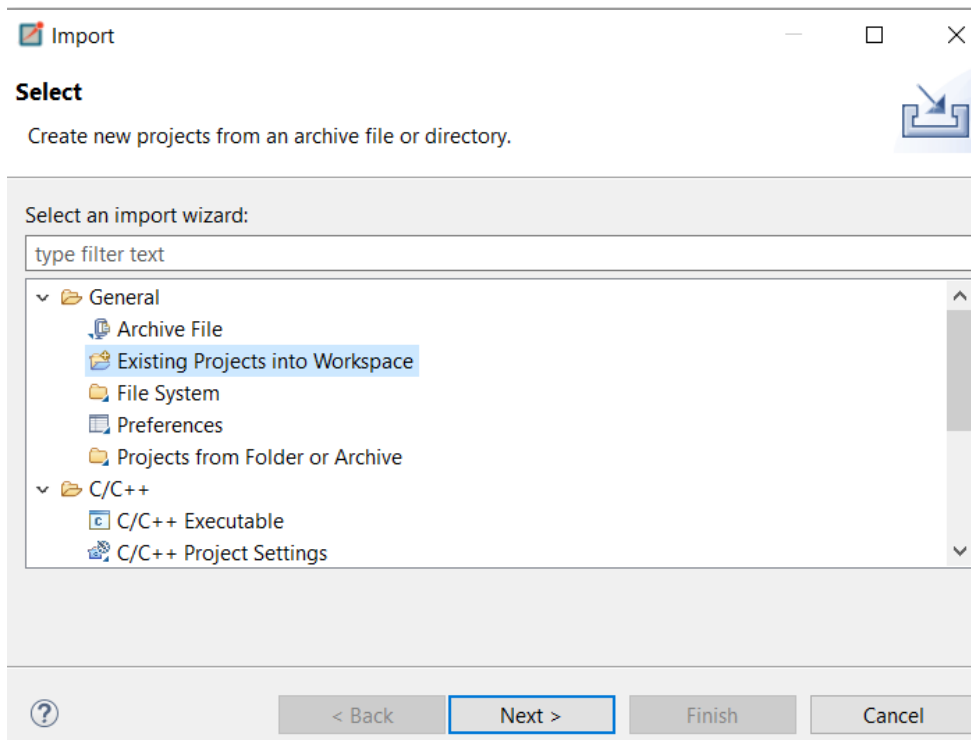 Import
Select
Create new projects from an archive file or directory.
Select an import wizard:
type filter text
General
Archive File
Existing Projects into Workspace
File System
Preferences
Projects from Folder or Archive
C/C++
C/C++ Executable
C/C++ Project Settings
? < Back Next > Finish Cancel